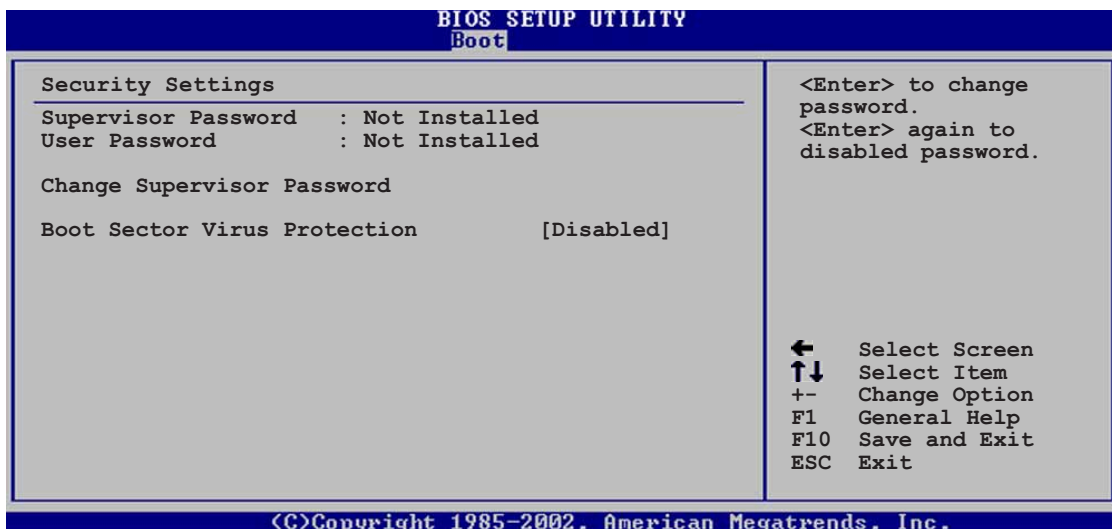 BIOS SETUP UTILITY
Boot
Security Settings
Supervisor Password : Not Installed
User Password : Not Installed
Change Supervisor Password
Boot Sector Virus Protection [Disabled]
<Enter> to change
password.
<Enter> again to
disabled password.
← Select Screen
↑↓ Select Item
+- Change Option
F1 General Help
F10 Save and Exit
ESC Exit
(C)Copyright 1985-2002, American Megatrends, Inc.